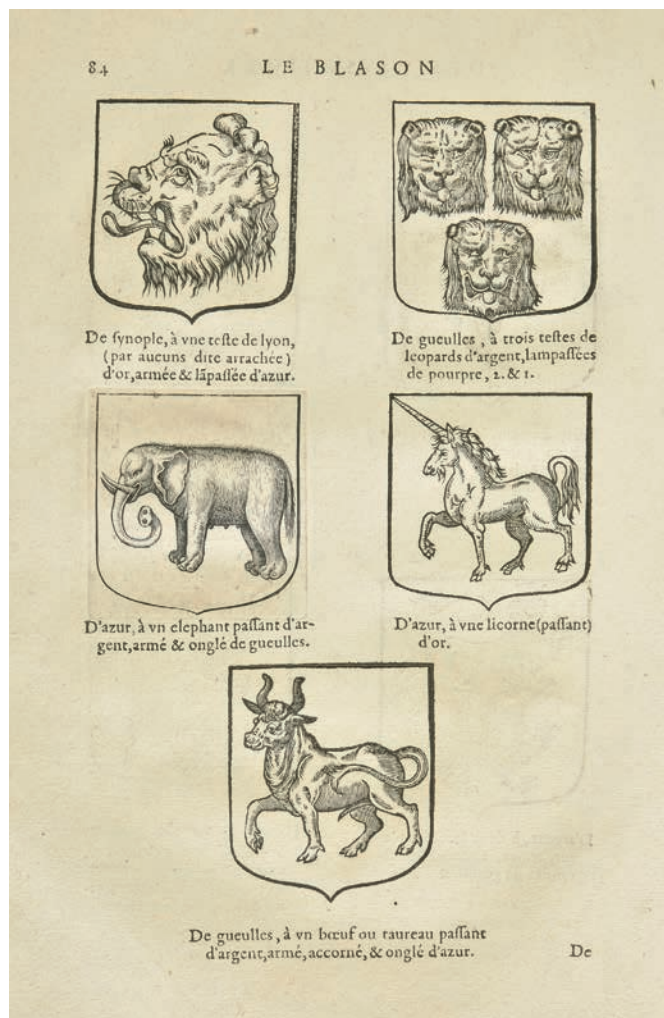 84
LE BLASON
De ſynople, à vne teſte de lyon,
(par aucuns dite arrachée)
d'or,armée & lãpaſſée d'azur.
De gueulles , à trois teſtes de
leopards d'argent,lampaſſées
de pourpre, 2. & 1.
D'azur, à vn elephant paſſant d'ar-
gent,armé & onglé de gueulles.
D'azur, à vne licorne(paſſant)
d'or.
De gueulles, à vn bœuf ou taureau paſſant
d'argent,armé,accorné, & onglé d'azur.
De